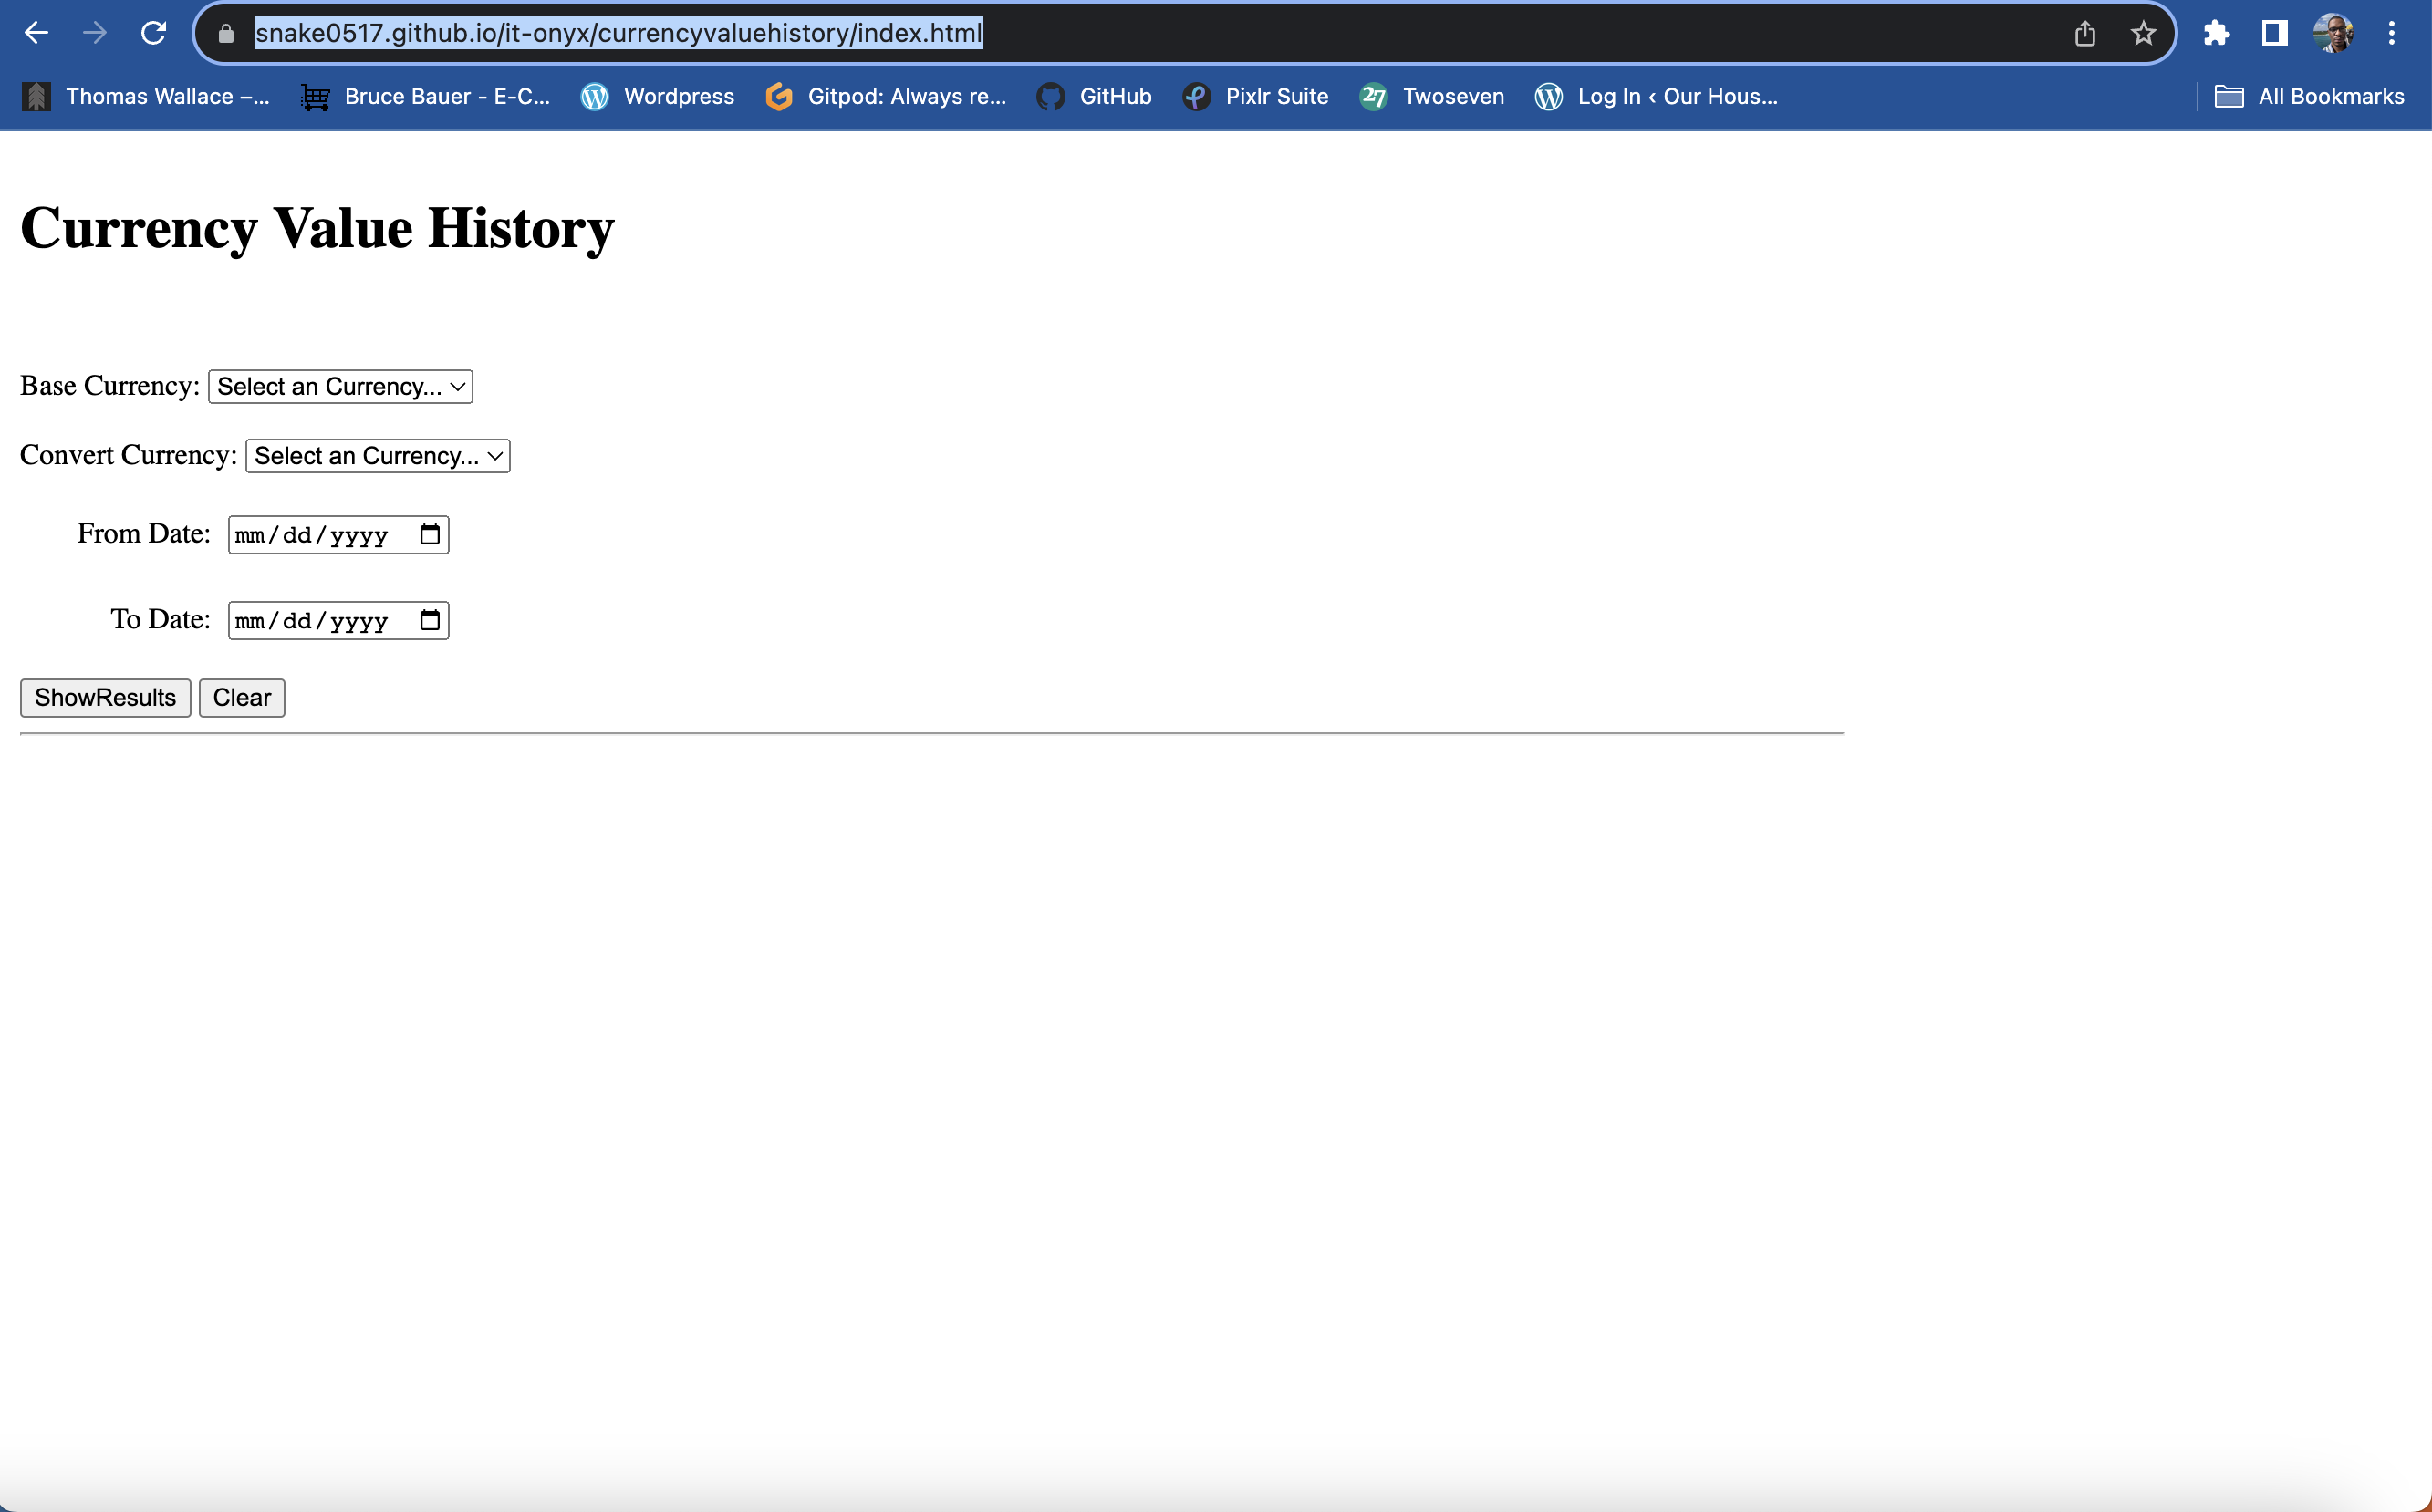 snake0517.github.io/it-onyx/currencyvaluehistory/index.html
Thomas Wallace –... Bruce Bauer - E-C... Wordpress Gitpod: Always re... GitHub Pixlr Suite 27 Twoseven Log In ‹ Our Hous... All Bookmarks
Currency Value History
Base Currency: Select an Currency...
Convert Currency: Select an Currency...
From Date: mm/dd/yyyy
To Date: mm/dd/yyyy
ShowResults Clear